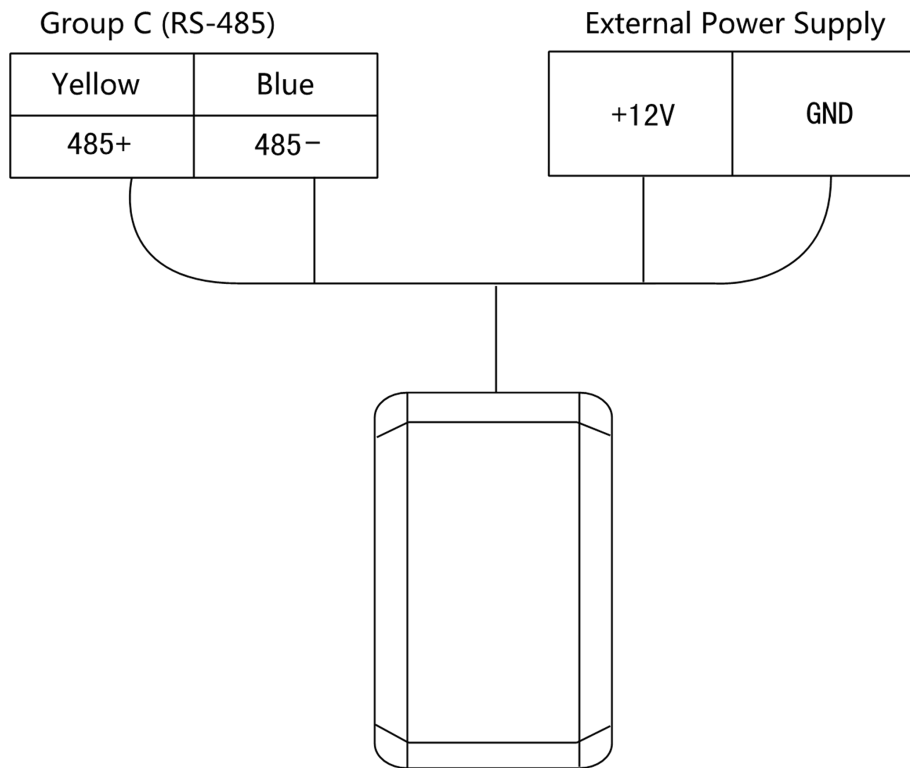 Group C (RS-485)
External Power Supply
Yellow
Blue
485+
485-
+12V
GND